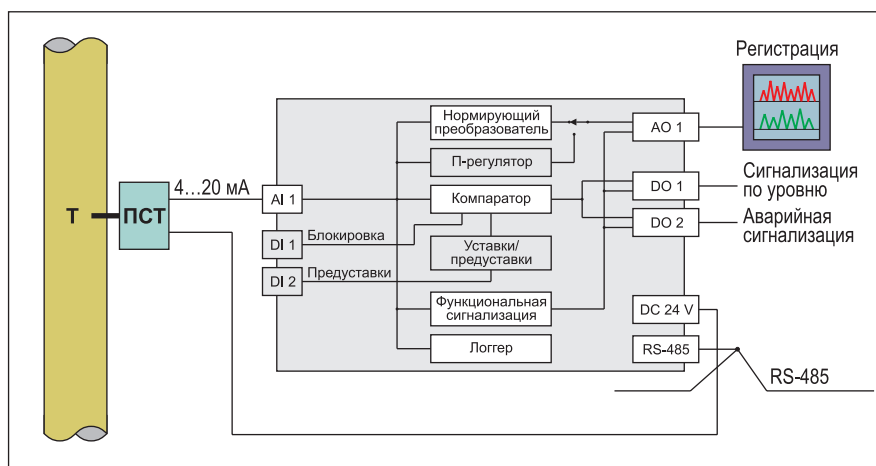 Регистрация
Нормирующий
преобразователь
AO 1
П-регулятор
4...20 мА
Сигнализация
по уровню
Т
ПСТ
AI 1
Компаратор
DO 1
DO 2
Аварийная
сигнализация
DI 1
Блокировка
Уставки/
предуставки
DI 2
Предуставки
Функциональная
сигнализация
DC 24 V
Логгер
RS-485
RS-485